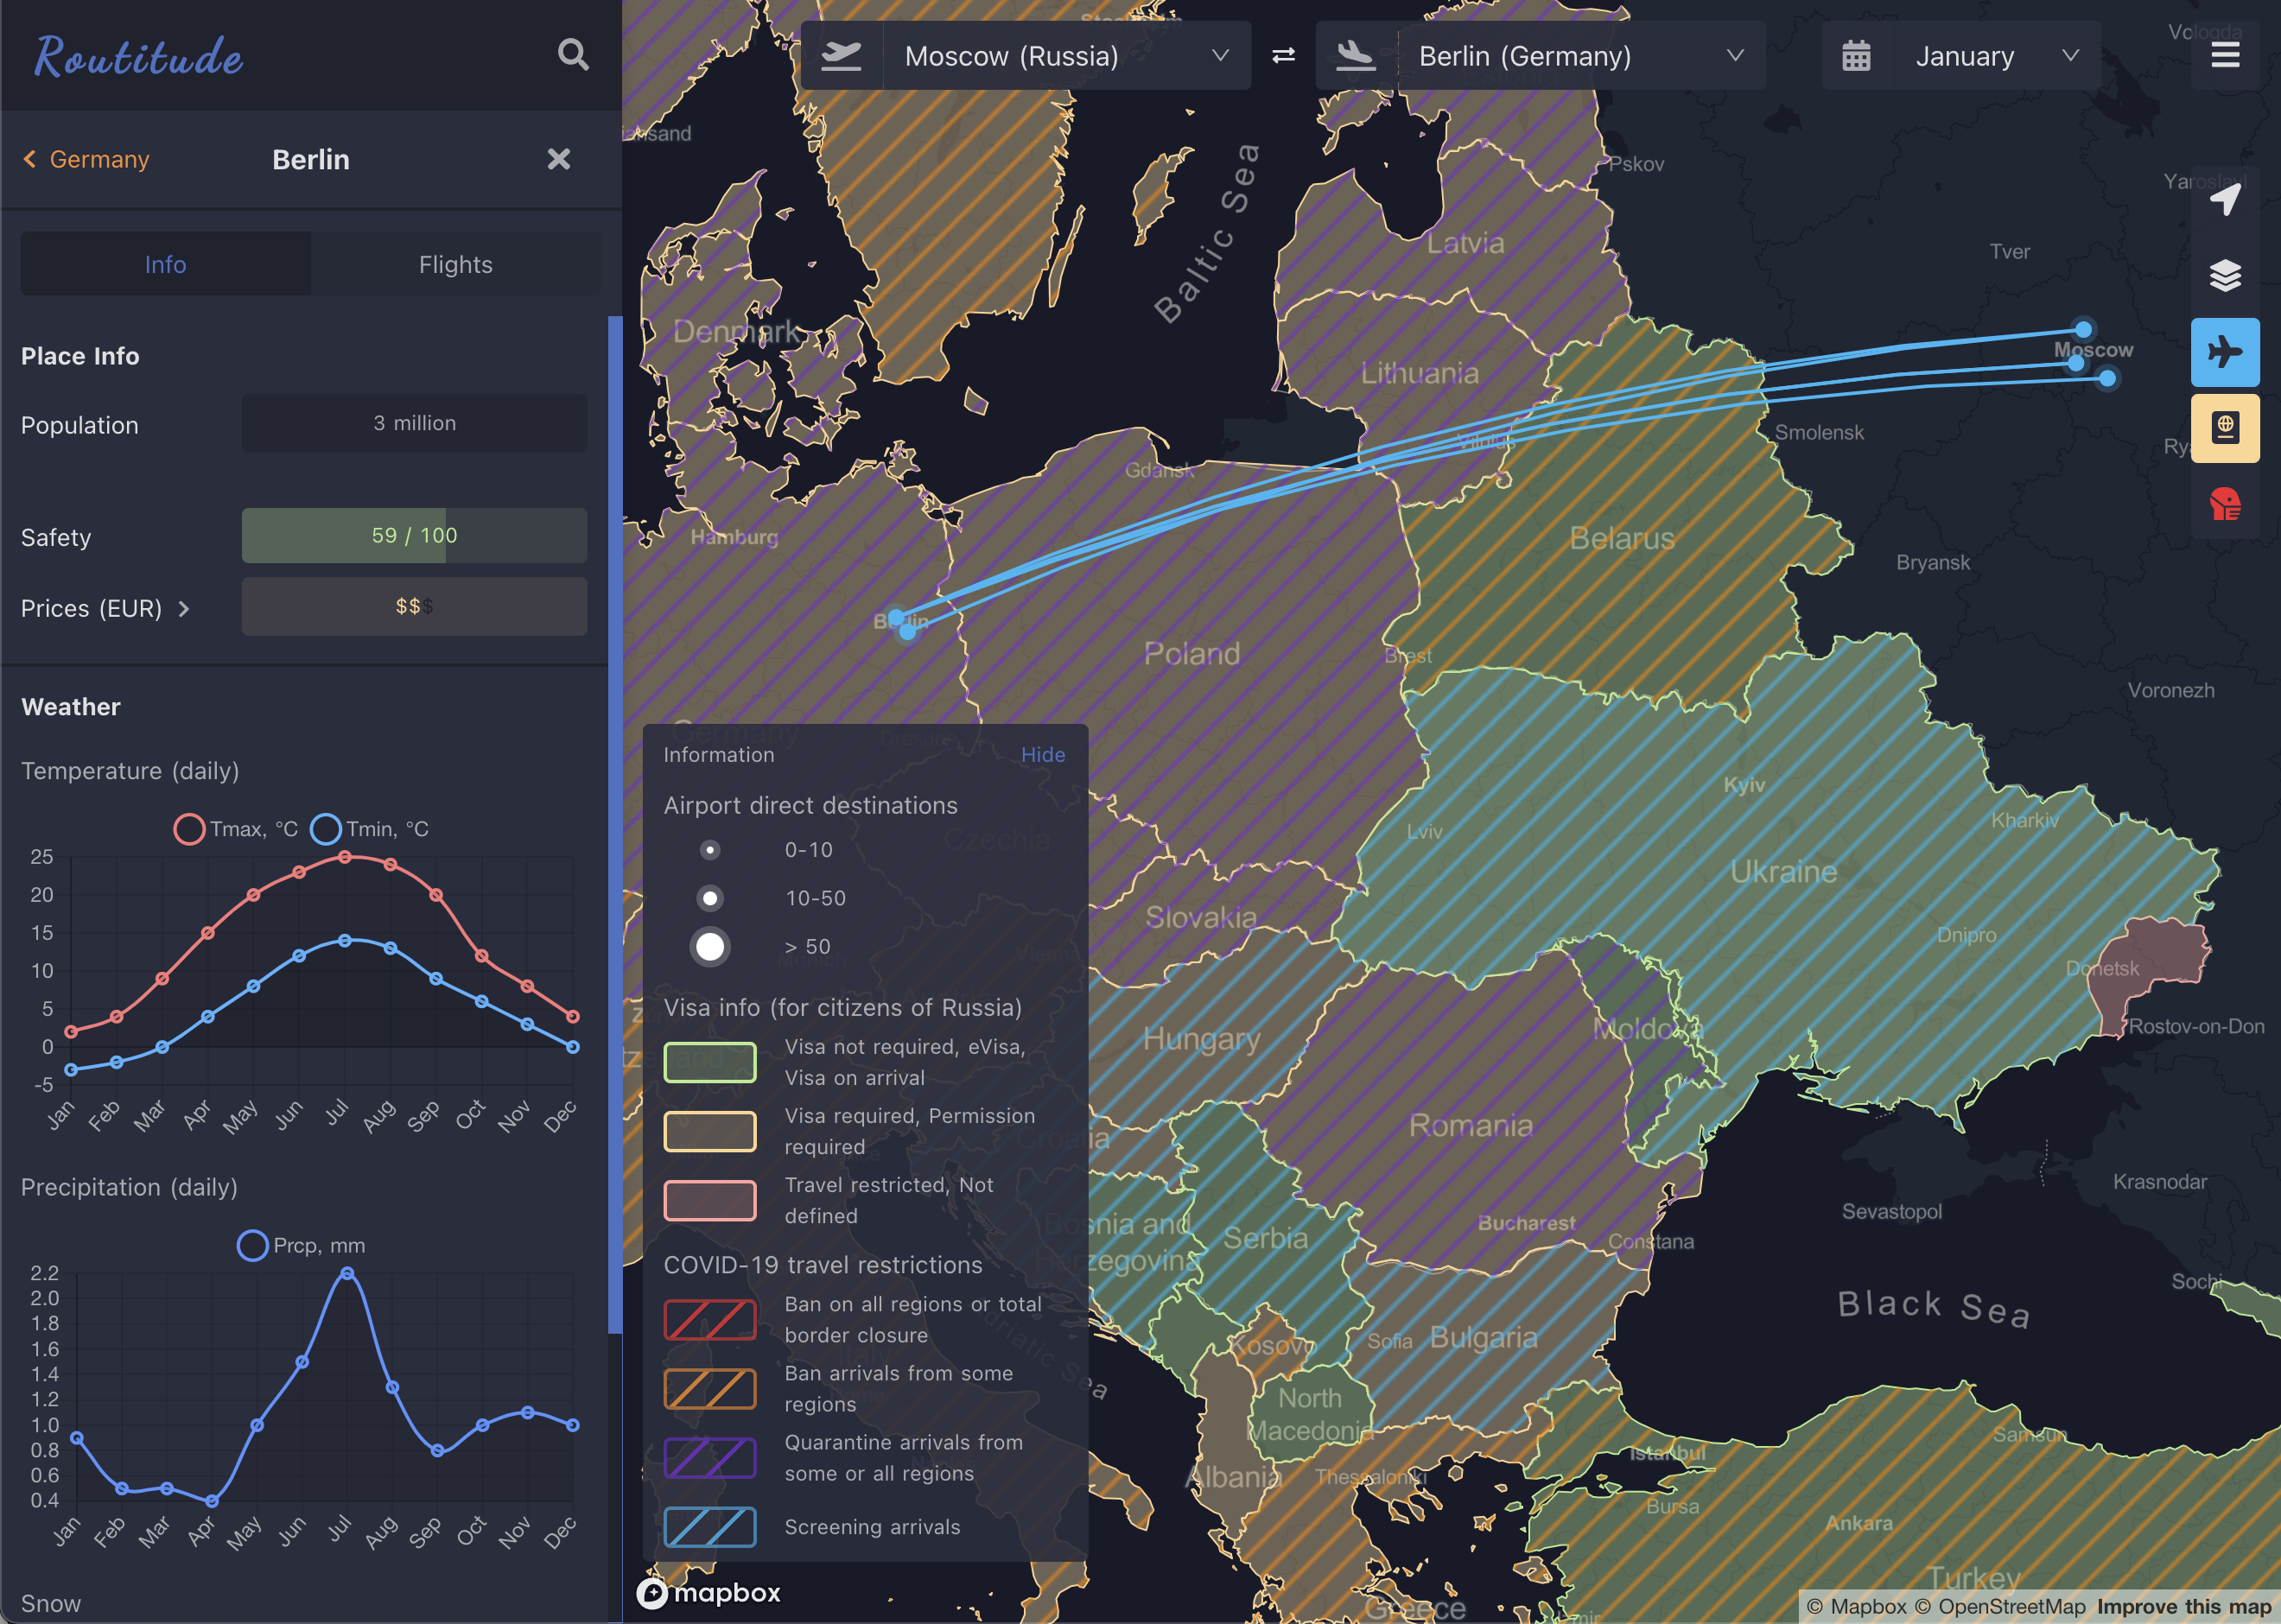 Routitude
Germany
Berlin
Info
Flights
Place Info
Population
3 million
Safety
59 / 100
Prices (EUR)
$$$
Weather
Temperature (daily)
Tmax, °C
Tmin, °C
25
20
15
10
5
0
-5
Jan
Feb
Mar
Apr
May
Jun
Jul
Aug
Sep
Oct
Nov
Dec
Precipitation (daily)
Prcp, mm
2.2
2.0
1.8
1.6
1.4
1.2
1.0
0.8
0.6
0.4
Jan
Feb
Mar
Apr
May
Jun
Jul
Aug
Sep
Oct
Nov
Dec
Snow
Moscow (Russia)
Berlin (Germany)
January
Pskov
Tver
Baltic Sea
Latvia
Denmark
Lithuania
Moscow
Smolensk
Vilnius
Gdansk
Hamburg
Belarus
Bryansk
Berlin
Poland
Brest
Voronezh
Germany
Dresden
Kyiv
Lviv
Kharkiv
Czechia
Ukraine
Slovakia
Dnipro
Vienna
Donetsk
Rostov-on-Don
Moldova
Hungary
Romania
Croatia
Krasnodar
Sevastopol
Bosnia and
Herzegovina
Serbia
Bucharest
Constana
Sochi
Black Sea
Kosovo
Sofia
Bulgaria
Adriatic Sea
North
Macedonia
Samsun
Istanbul
Albania
Thessaloniki
Bursa
Ankara
Turkey
Greece
Information
Hide
Airport direct destinations
0-10
10-50
> 50
Visa info (for citizens of Russia)
Visa not required, eVisa,
Visa on arrival
Visa required, Permission
required
Travel restricted, Not
defined
COVID-19 travel restrictions
Ban on all regions or total
border closure
Ban arrivals from some
regions
Quarantine arrivals from
some or all regions
Screening arrivals
mapbox
© Mapbox © OpenStreetMap Improve this map